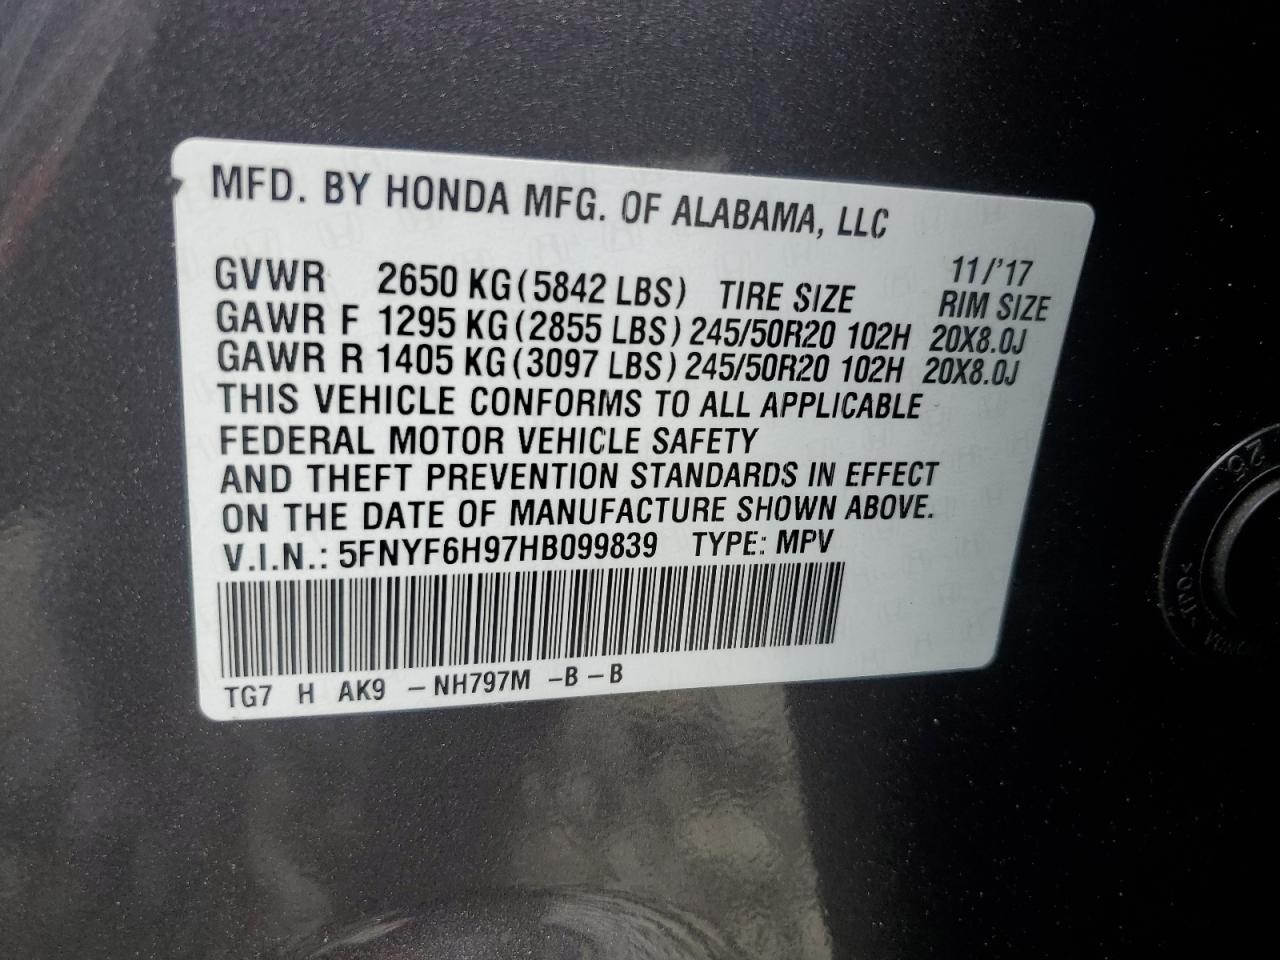 MFD. BY HONDA MFG. OF ALABAMA, LLC
11/'17
GVWR 2650 KG (5842 LBS) TIRE SIZE RIM SIZE
GAWR F 1295 KG (2855 LBS) 245/50R20 102H 20X8.0J
GAWR R 1405 KG (3097 LBS) 245/50R20 102H 20X8.0J
THIS VEHICLE CONFORMS TO ALL APPLICABLE
FEDERAL MOTOR VEHICLE SAFETY
AND THEFT PREVENTION STANDARDS IN EFFECT
ON THE DATE OF MANUFACTURE SHOWN ABOVE.
V.I.N.: 5FNYF6H97HB099839 TYPE: MPV
TG7 H AK9 -NH797M -B-B
25